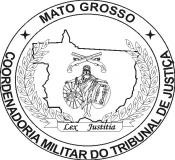 MATO GROSSO
COORDENADORIA MILITAR DO TRIBUNAL DE JUSTIÇA
Lex Justitia